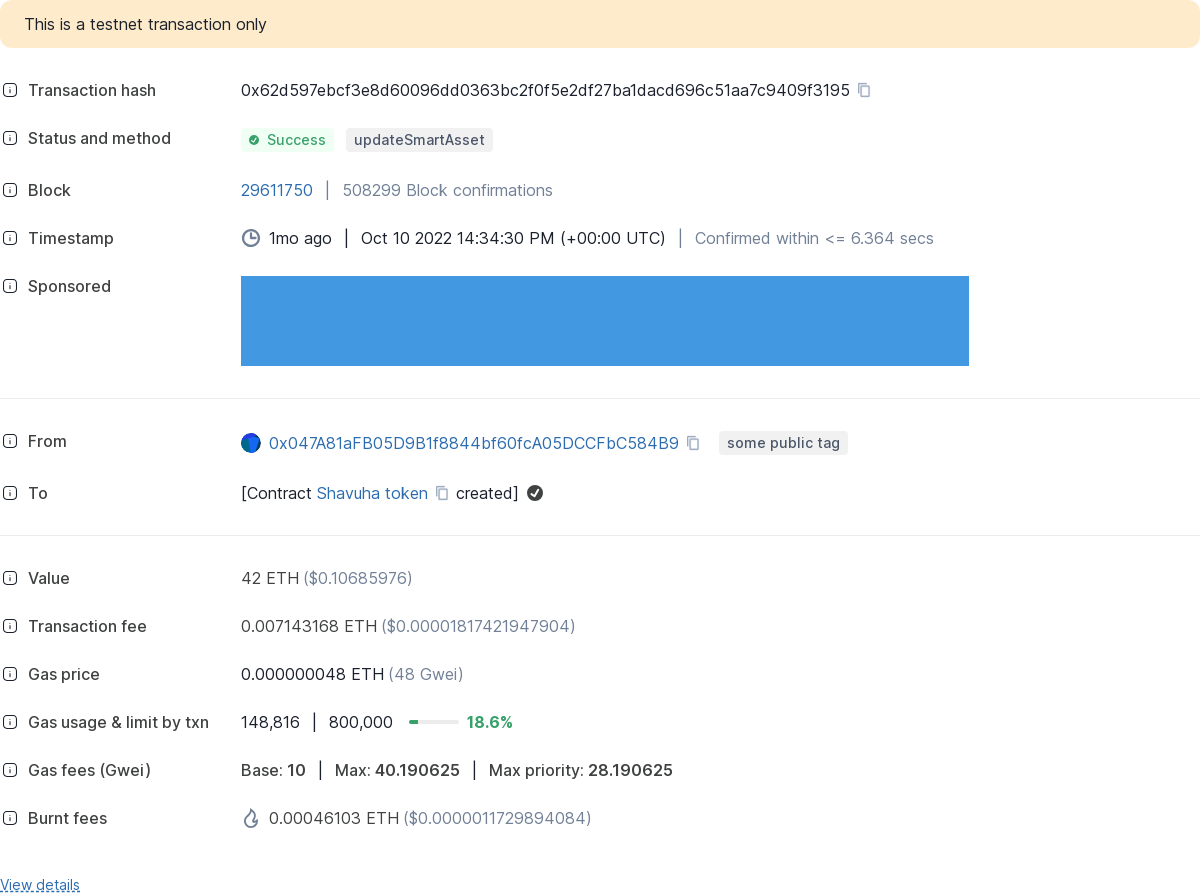 This is a testnet transaction only
Transaction hash 0x62d597ebcf3e8d60096dd0363bc2f0f5e2df27ba1dacd696c51aa7c9409f3195
Status and method Success updateSmartAsset
Block 29611750 | 508299 Block confirmations
Timestamp 1mo ago | Oct 10 2022 14:34:30 PM (+00:00 UTC) | Confirmed within <= 6.364 secs
Sponsored
From 0x047A81aFB05D9B1f8844bf60fcA05DCCFbC584B9 some public tag
To [Contract Shavuha token created]
Value 42 ETH ($0.10685976)
Transaction fee 0.007143168 ETH ($0.00001817421947904)
Gas price 0.000000048 ETH (48 Gwei)
Gas usage & limit by txn 148,816 | 800,000 18.6%
Gas fees (Gwei) Base: 10 | Max: 40.190625 | Max priority: 28.190625
Burnt fees 0.00046103 ETH ($0.0000011729894084)
View details